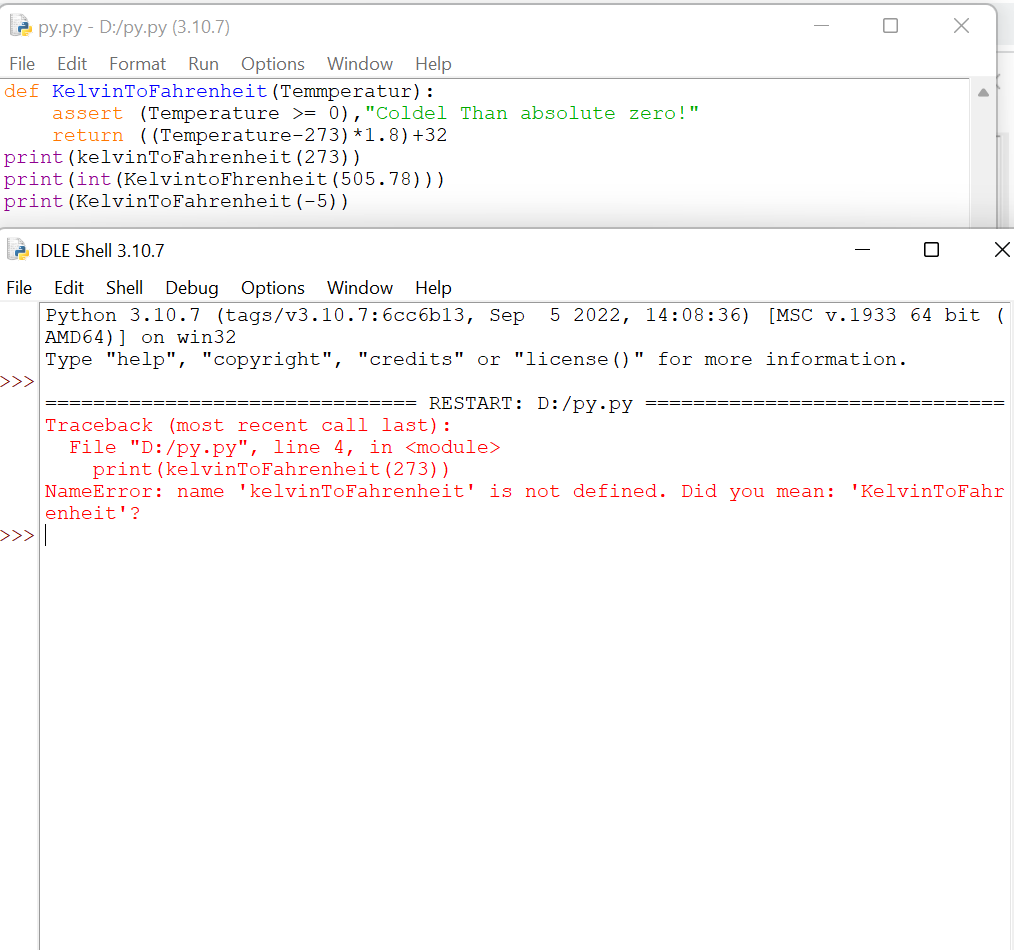 py.py - D:/py.py (3.10.7)
File Edit Format Run Options Window Help
def KelvinToFahrenheit(Temmperatur):
    assert (Temperature >= 0),"Coldel Than absolute zero!"
    return ((Temperature-273)*1.8)+32
print(kelvinToFahrenheit(273))
print(int(KelvintoFhrenheit(505.78)))
print(KelvinToFahrenheit(-5))
IDLE Shell 3.10.7
File Edit Shell Debug Options Window Help
Python 3.10.7 (tags/v3.10.7:6cc6b13, Sep  5 2022, 14:08:36) [MSC v.1933 64 bit (
AMD64)] on win32
Type "help", "copyright", "credits" or "license()" for more information.
>>>
=============================== RESTART: D:/py.py ==============================
Traceback (most recent call last):
  File "D:/py.py", line 4, in <module>
    print(kelvinToFahrenheit(273))
NameError: name 'kelvinToFahrenheit' is not defined. Did you mean: 'KelvinToFahr
enheit'?
>>>